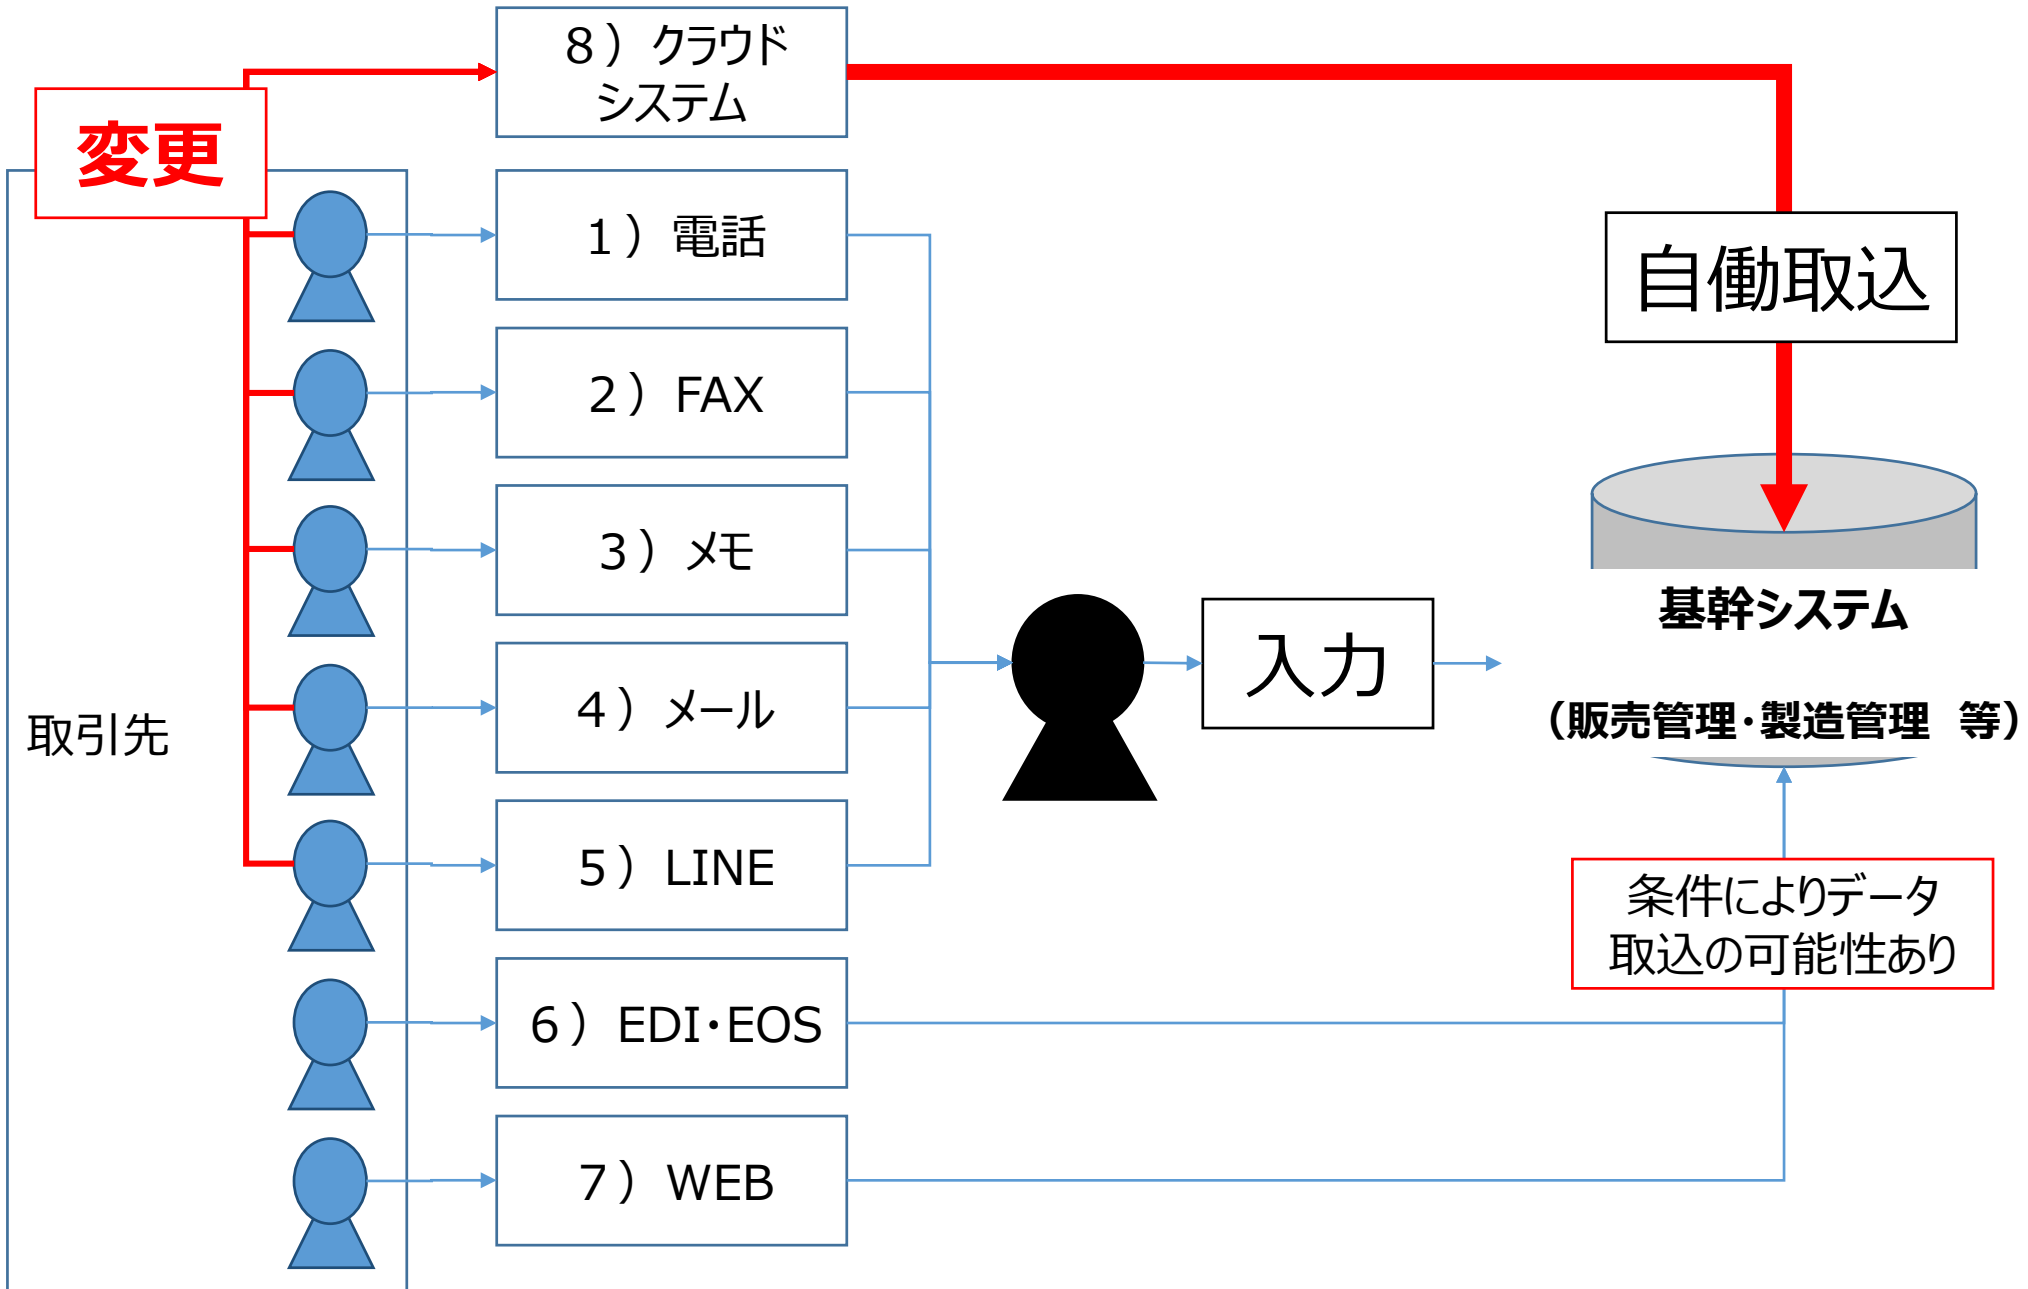 ８）クラウド
システム
変更
１）電話
自働取込
２）FAX
３）メモ
基幹システム
入力
４）メール
（販売管理・製造管理　等）
取引先
５）LINE
条件によりデータ
取込の可能性あり
６）EDI・EOS
７）WEB